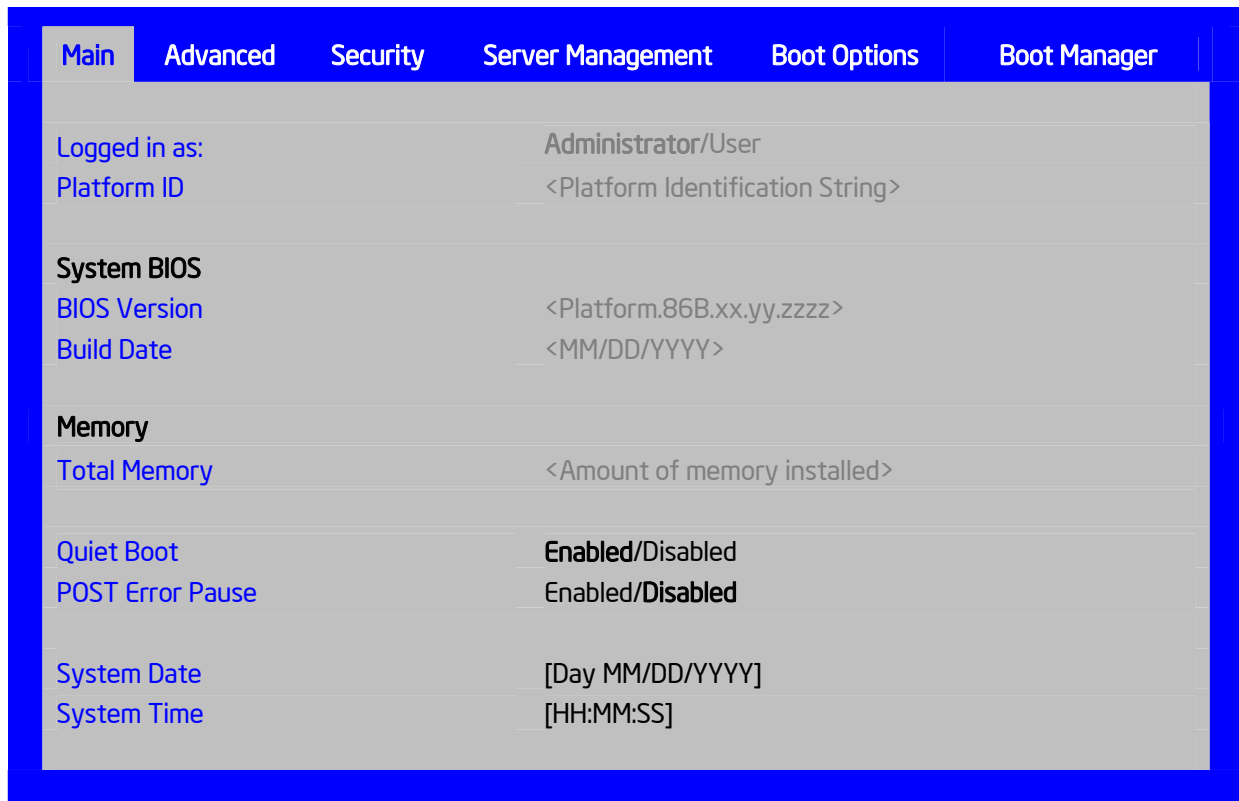 Main Advanced Security Server Management Boot Options Boot Manager
Logged in as: Administrator/User
Platform ID <Platform Identification String>
System BIOS
BIOS Version <Platform.86B.xx.yy.zzzz>
Build Date <MM/DD/YYYY>
Memory
Total Memory <Amount of memory installed>
Quiet Boot Enabled/Disabled
POST Error Pause Enabled/Disabled
System Date [Day MM/DD/YYYY]
System Time [HH:MM:SS]